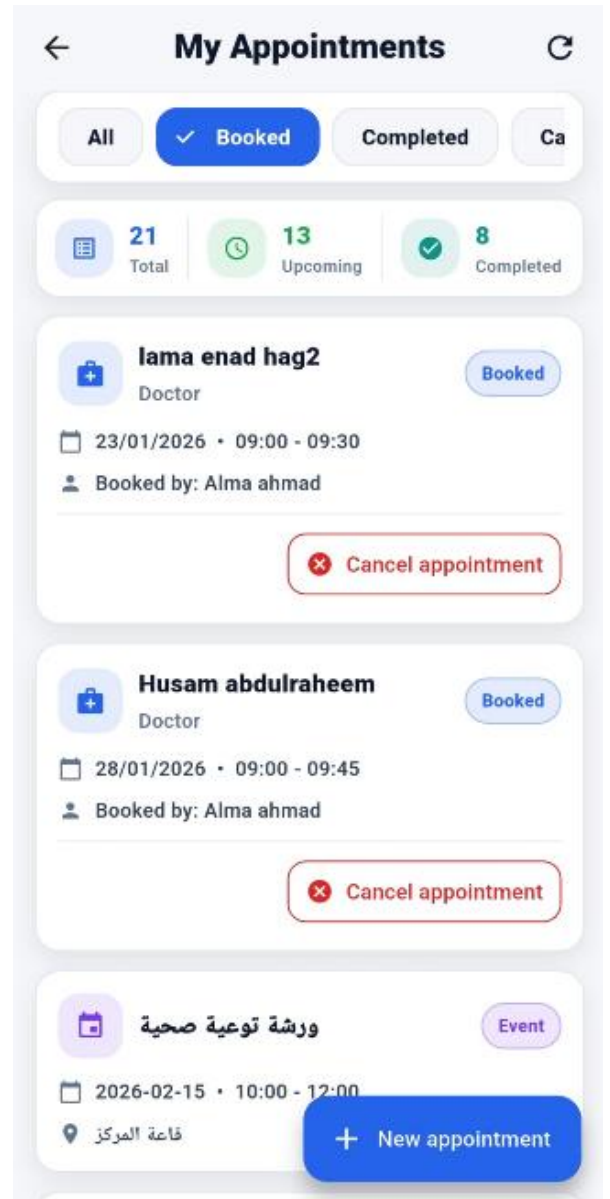 My Appointments
All
Booked
Completed
Ca
21
Total
13
Upcoming
8
Completed
lama enad hag2
Doctor
Booked
23/01/2026 • 09:00 - 09:30
Booked by: Alma ahmad
Cancel appointment
Husam abdulraheem
Doctor
Booked
28/01/2026 • 09:00 - 09:45
Booked by: Alma ahmad
Cancel appointment
ورشة توعية صحية
Event
2026-02-15 • 10:00 - 12:00
قاعة المركز
New appointment